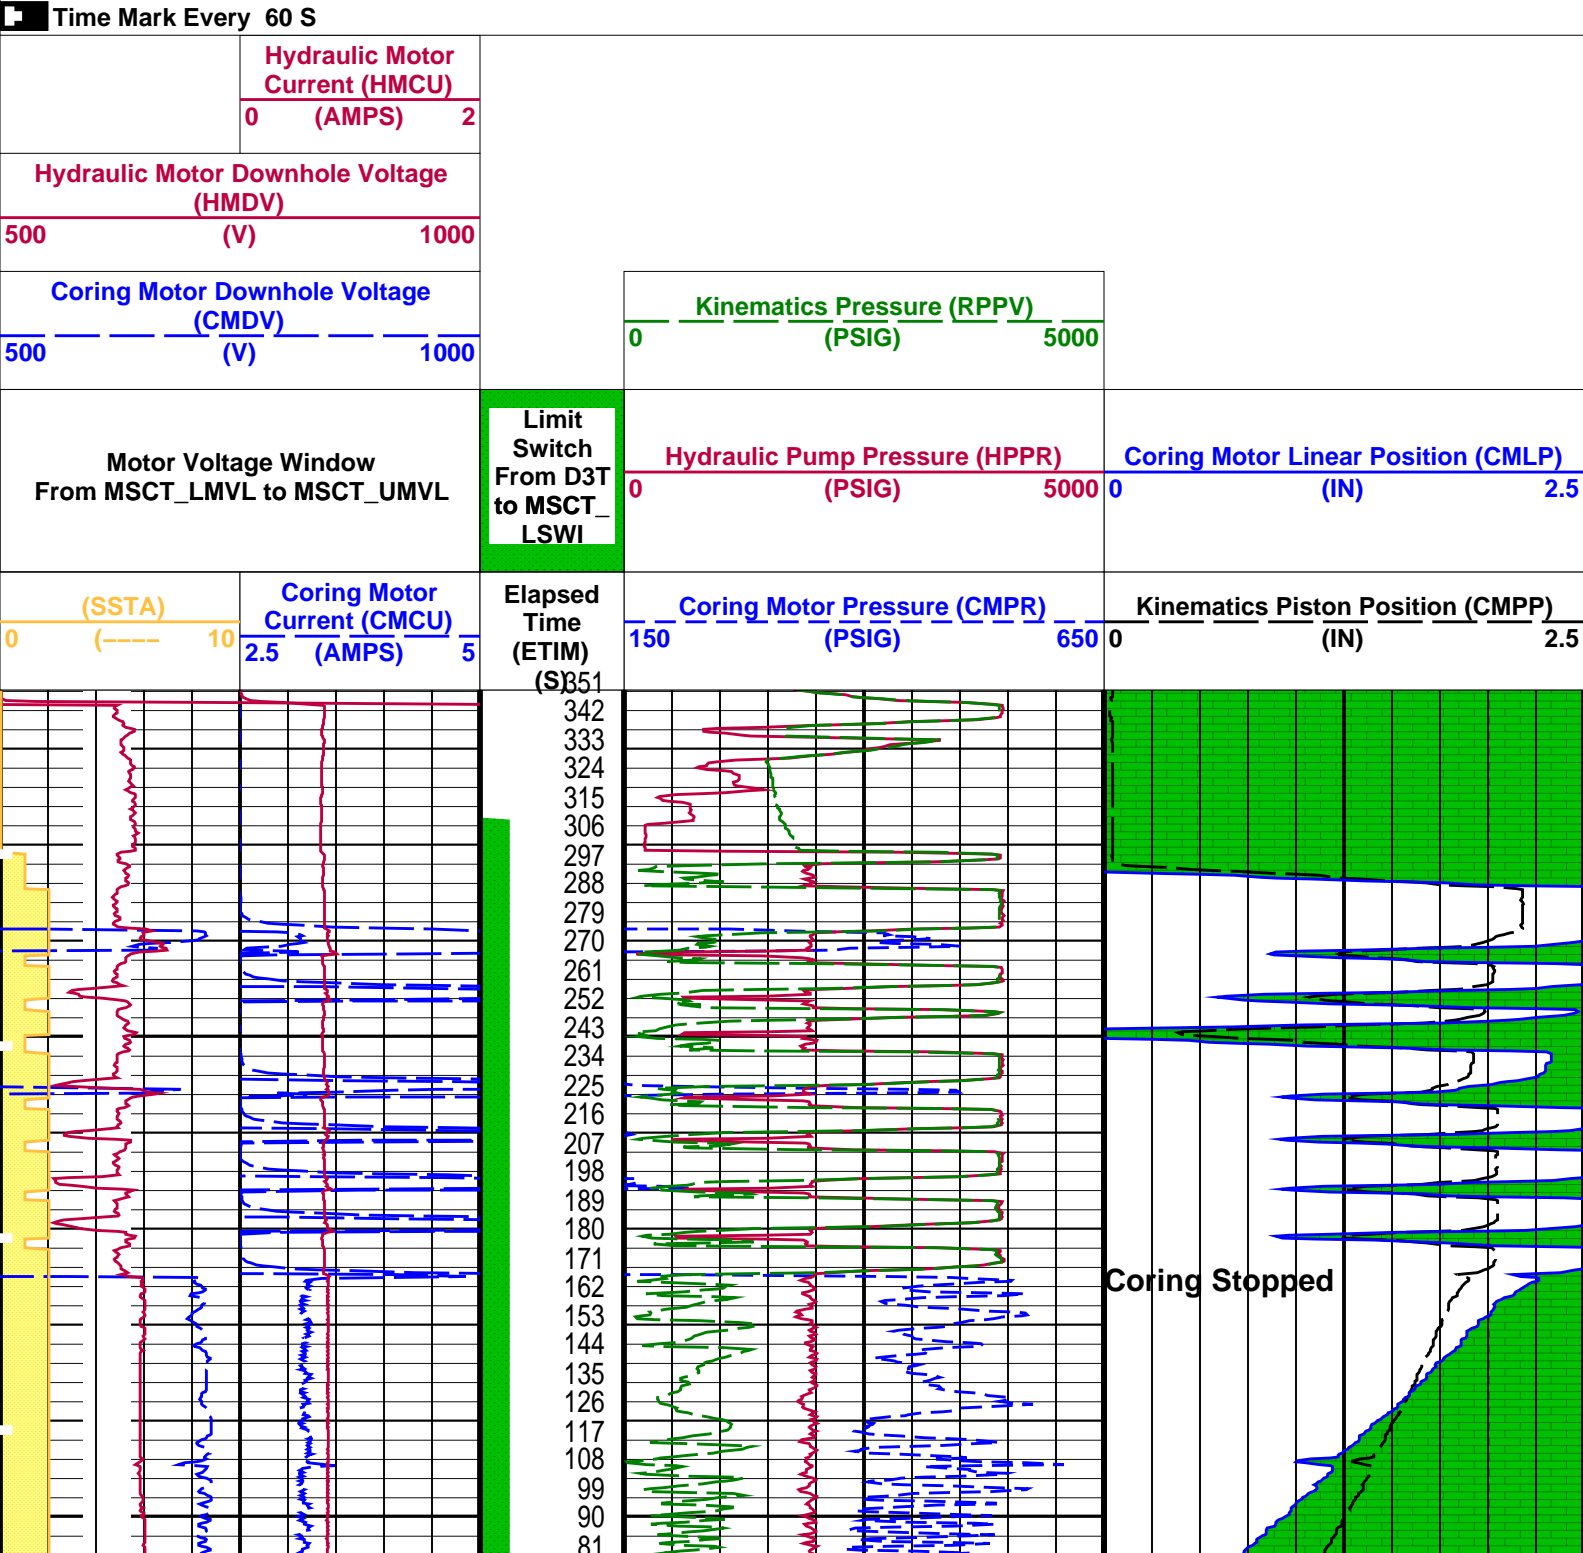 Time Mark Every 60 S
Hydraulic Motor
Current (HMCU)
0 (AMPS) 2
Hydraulic Motor Downhole Voltage
(HMDV)
500 (V) 1000
Coring Motor Downhole Voltage
(CMDV)
500 (V) 1000
Kinematics Pressure (RPPV)
0 (PSIG) 5000
Motor Voltage Window
From MSCT_LMVL to MSCT_UMVL
Limit
Switch
From D3T
to MSCT_
LSWI
Hydraulic Pump Pressure (HPPR)
0 (PSIG) 5000
Coring Motor Linear Position (CMLP)
0 (IN) 2.5
(SSTA)
0 (---- 10
Coring Motor
Current (CMCU)
2.5 (AMPS) 5
Elapsed
Time
(ETIM)
(S)
Coring Motor Pressure (CMPR)
150 (PSIG) 650
Kinematics Piston Position (CMPP)
0 (IN) 2.5
351
342
333
324
315
306
297
288
279
270
261
252
243
234
225
216
207
198
189
180
171
162
Coring Stopped
153
144
135
126
117
108
99
90
81